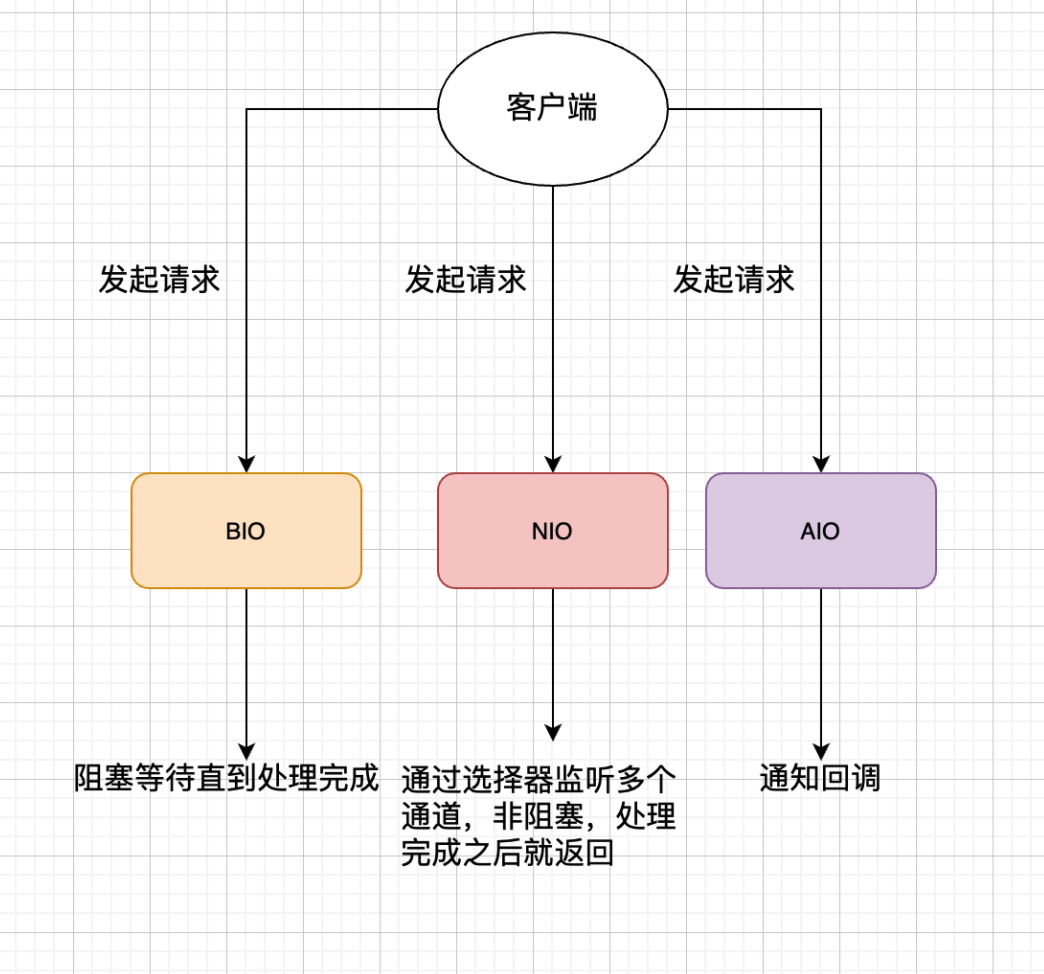 客户端
发起请求
发起请求
发起请求
BIO
NIO
AIO
阻塞等待直到处理完成
通过选择器监听多个
通道，非阻塞，处理
完成之后就返回
通知回调